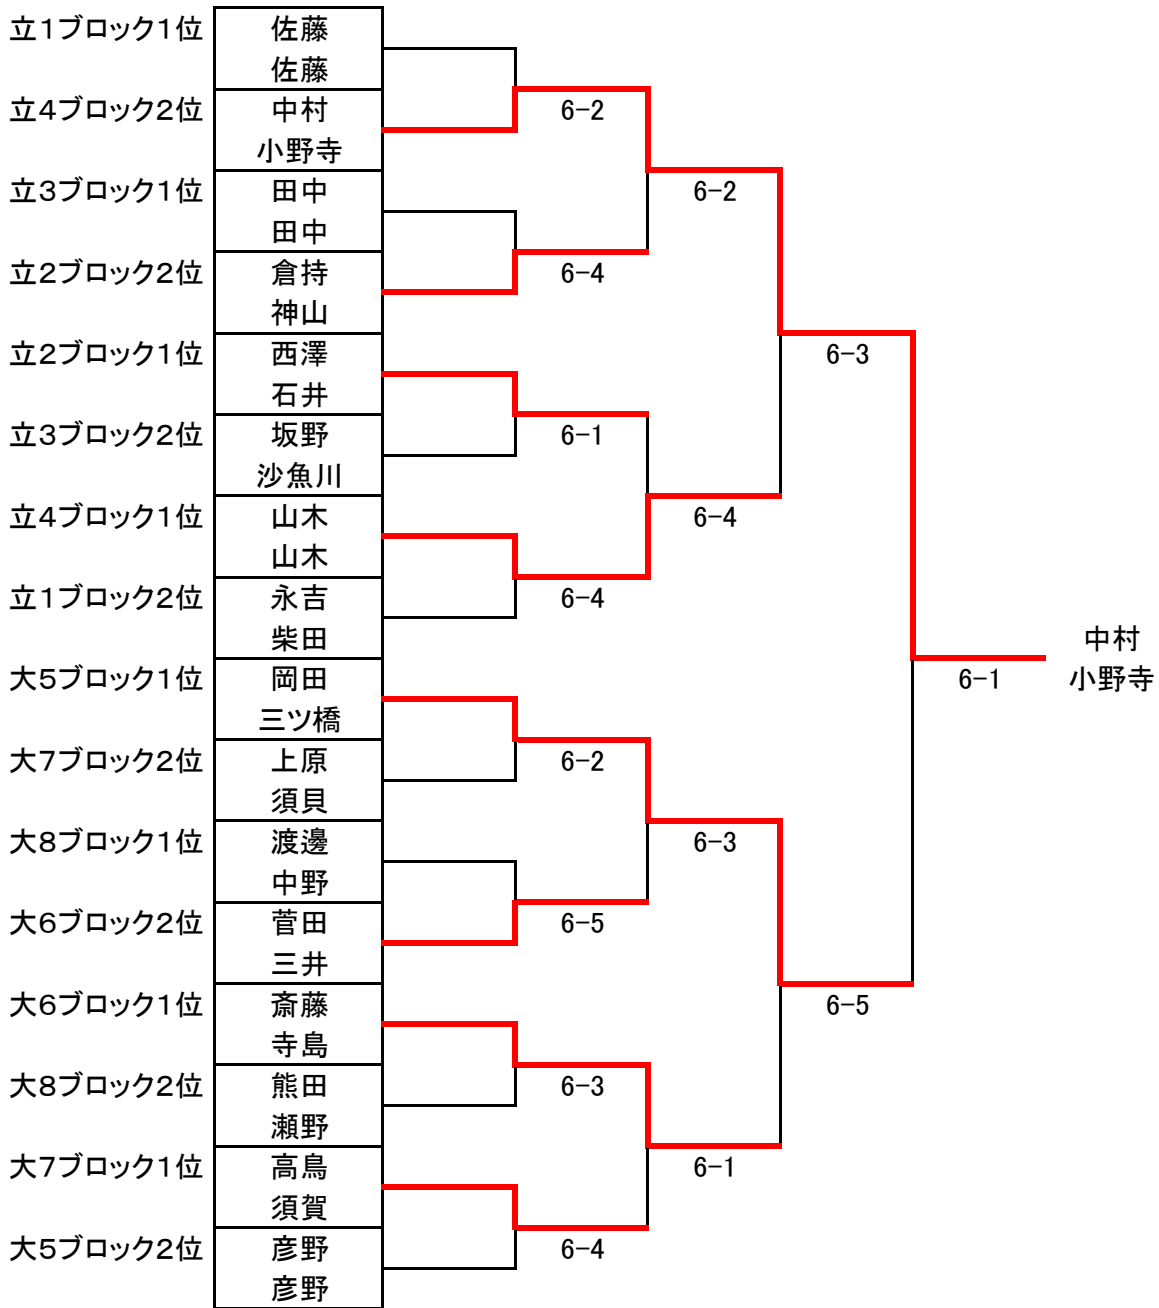 立1ブロック1位 佐藤
佐藤
立4ブロック2位 中村 6-2
小野寺
立3ブロック1位 田中 6-2
田中
立2ブロック2位 倉持 6-4
神山
立2ブロック1位 西澤 6-3
石井
立3ブロック2位 坂野 6-1
沙魚川
立4ブロック1位 山木 6-4
山木
立1ブロック2位 永吉 6-4
柴田 中村
大5ブロック1位 岡田 6-1 小野寺
三ツ橋
大7ブロック2位 上原 6-2
須貝
大8ブロック1位 渡邊 6-3
中野
大6ブロック2位 菅田 6-5
三井
大6ブロック1位 斎藤 6-5
寺島
大8ブロック2位 熊田 6-3
瀬野
大7ブロック1位 高鳥 6-1
須賀
大5ブロック2位 彦野 6-4
彦野